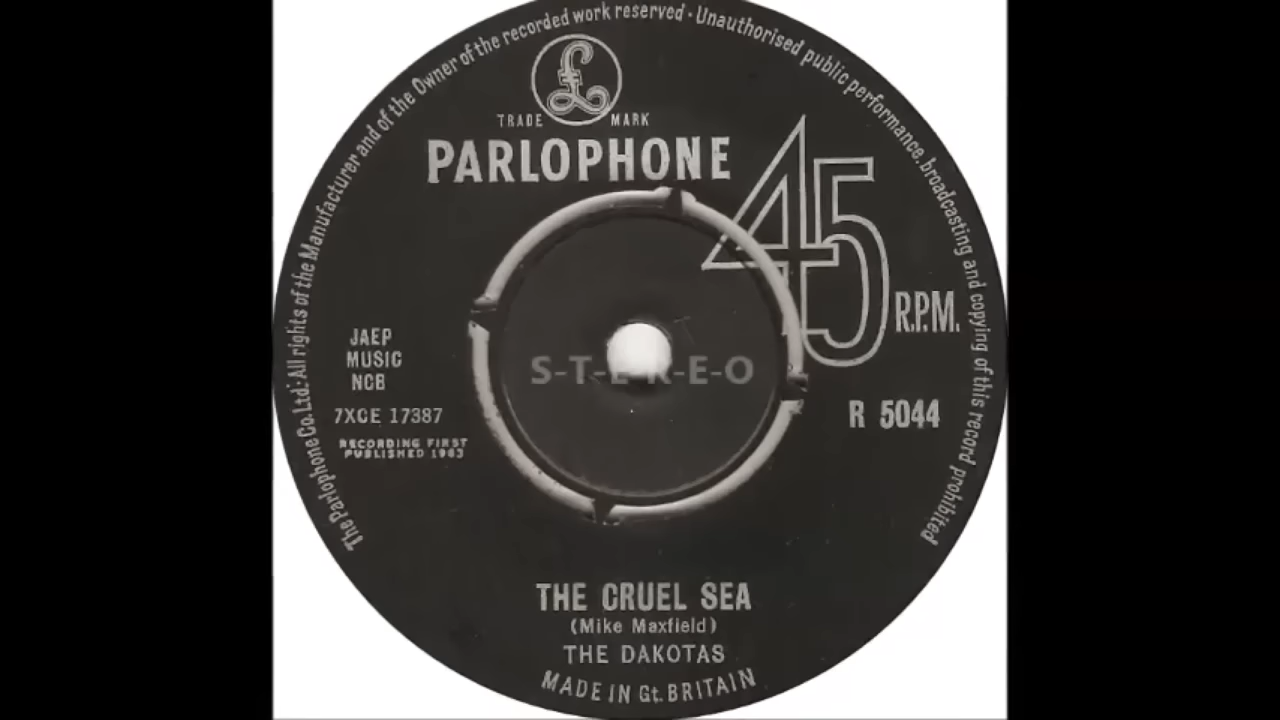 The Parlophone Co. Ltd. All rights of the Manufacturer and of the Owner of the recorded work reserved · Unauthorised public performance, broadcasting and copying of this record prohibited
£
TRADE MARK
PARLOPHONE
45
R.P.M.
JAEP
MUSIC
NCB
7XCE 17387
RECORDING FIRST
PUBLISHED 1963
S-T-E-R-E-O
R 5044
THE CRUEL SEA
(Mike Maxfield)
THE DAKOTAS
MADE IN Gt. BRITAIN